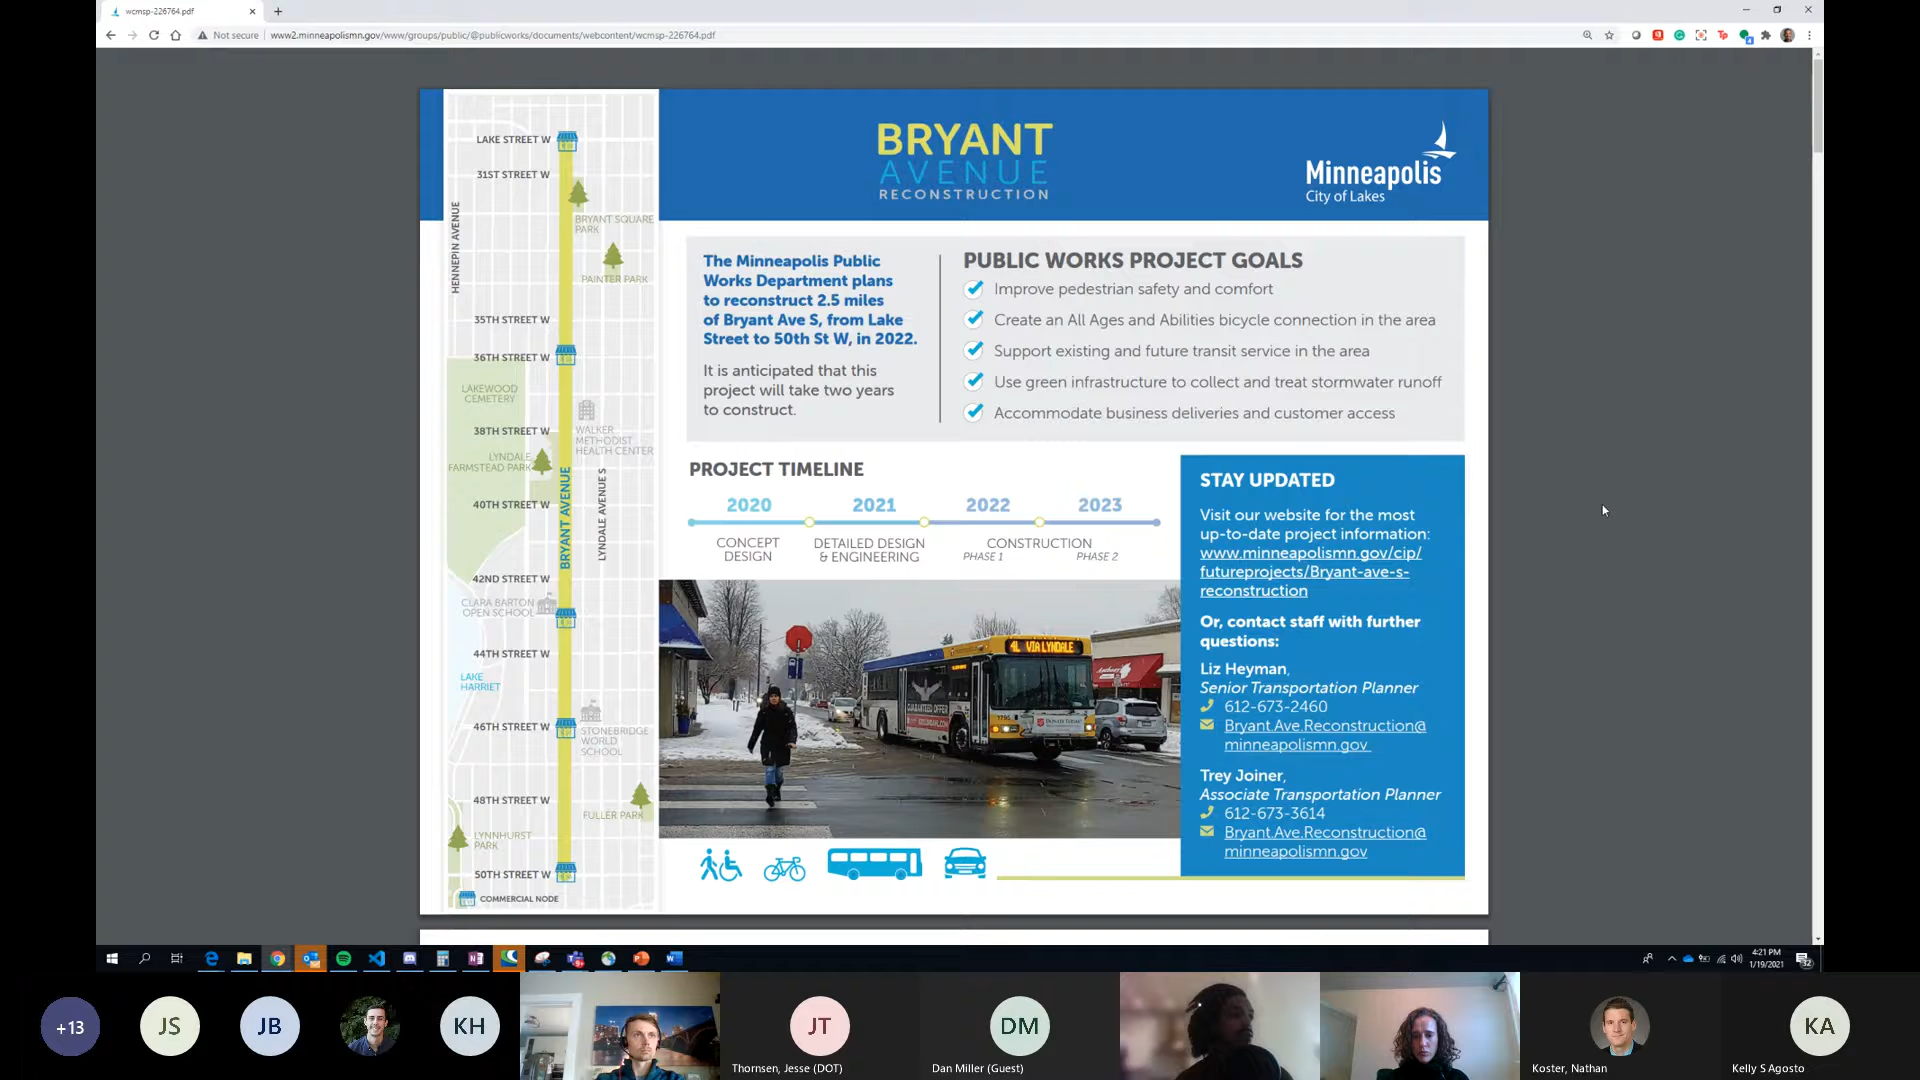 wcmsp-226764.pdf
Not secure
www2.minneapolismn.gov/www/groups/public/@publicworks/documents/webcontent/wcmsp-226764.pdf
LAKE STREET W
31ST STREET W
HENNEPIN AVENUE
BRYANT SQUARE
PARK
PAINTER PARK
35TH STREET W
36TH STREET W
LAKEWOOD
CEMETERY
38TH STREET W
WALKER
METHODIST
HEALTH CENTER
LYNDALE
FARMSTEAD PARK
BRYANT AVENUE
LYNDALE AVENUE S
40TH STREET W
42ND STREET W
CLARA BARTON
OPEN SCHOOL
44TH STREET W
LAKE
HARRIET
46TH STREET W
STONEBRIDGE
WORLD
SCHOOL
48TH STREET W
FULLER PARK
LYNNHURST
PARK
50TH STREET W
COMMERCIAL NODE
BRYANT
AVENUE
RECONSTRUCTION
Minneapolis
City of Lakes
The Minneapolis Public
Works Department plans
to reconstruct 2.5 miles
of Bryant Ave S, from Lake
Street to 50th St W, in 2022.
It is anticipated that this
project will take two years
to construct.
PUBLIC WORKS PROJECT GOALS
Improve pedestrian safety and comfort
Create an All Ages and Abilities bicycle connection in the area
Support existing and future transit service in the area
Use green infrastructure to collect and treat stormwater runoff
Accommodate business deliveries and customer access
PROJECT TIMELINE
2020 2021 2022 2023
CONCEPT
DESIGN
DETAILED DESIGN
& ENGINEERING
CONSTRUCTION
PHASE 1 PHASE 2
4L VIA LYNDALE
STAY UPDATED
Visit our website for the most
up-to-date project information:
www.minneapolismn.gov/cip/
futureprojects/Bryant-ave-s-
reconstruction
Or, contact staff with further
questions:
Liz Heyman,
Senior Transportation Planner
612-673-2460
Bryant.Ave.Reconstruction@
minneapolismn.gov
Trey Joiner,
Associate Transportation Planner
612-673-3614
Bryant.Ave.Reconstruction@
minneapolismn.gov
4:21 PM
1/19/2021
+13
JS
JB
KH
JT
Thornsen, Jesse (DOT)
DM
Dan Miller (Guest)
Koster, Nathan
KA
Kelly S Agosto